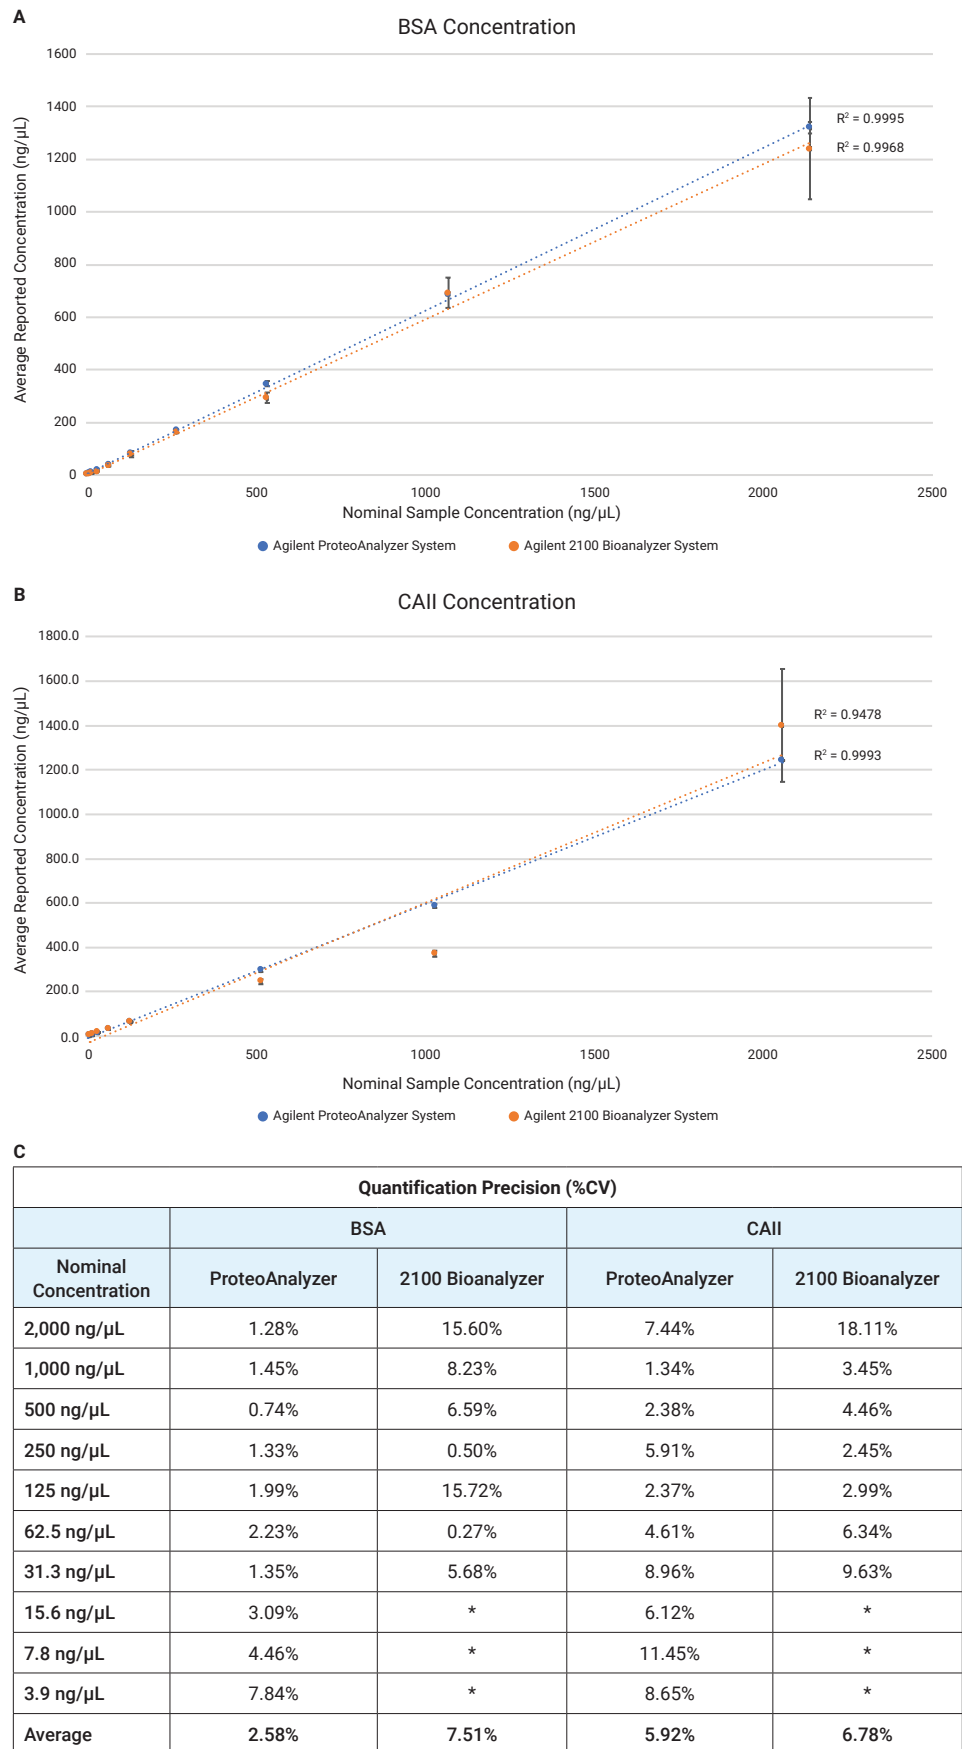 A
BSA Concentration
1600
1400
1200
1000
800
600
400
200
0
Average Reported Concentration (ng/µL)
R² = 0.9995
R² = 0.9968
0 500 1000 1500 2000 2500
Nominal Sample Concentration (ng/µL)
Agilent ProteoAnalyzer System Agilent 2100 Bioanalyzer System
B
CAII Concentration
1800.0
1600.0
1400.0
1200.0
1000.0
800.0
600.0
400.0
200.0
0.0
Average Reported Concentration (ng/µL)
R² = 0.9478
R² = 0.9993
0 500 1000 1500 2000 2500
Nominal Sample Concentration (ng/µL)
Agilent ProteoAnalyzer System Agilent 2100 Bioanalyzer System
C
Quantification Precision (%CV)
BSA CAII
Nominal
Concentration ProteoAnalyzer 2100 Bioanalyzer ProteoAnalyzer 2100 Bioanalyzer
2,000 ng/µL 1.28% 15.60% 7.44% 18.11%
1,000 ng/µL 1.45% 8.23% 1.34% 3.45%
500 ng/µL 0.74% 6.59% 2.38% 4.46%
250 ng/µL 1.33% 0.50% 5.91% 2.45%
125 ng/µL 1.99% 15.72% 2.37% 2.99%
62.5 ng/µL 2.23% 0.27% 4.61% 6.34%
31.3 ng/µL 1.35% 5.68% 8.96% 9.63%
15.6 ng/µL 3.09% * 6.12% *
7.8 ng/µL 4.46% * 11.45% *
3.9 ng/µL 7.84% * 8.65% *
Average 2.58% 7.51% 5.92% 6.78%